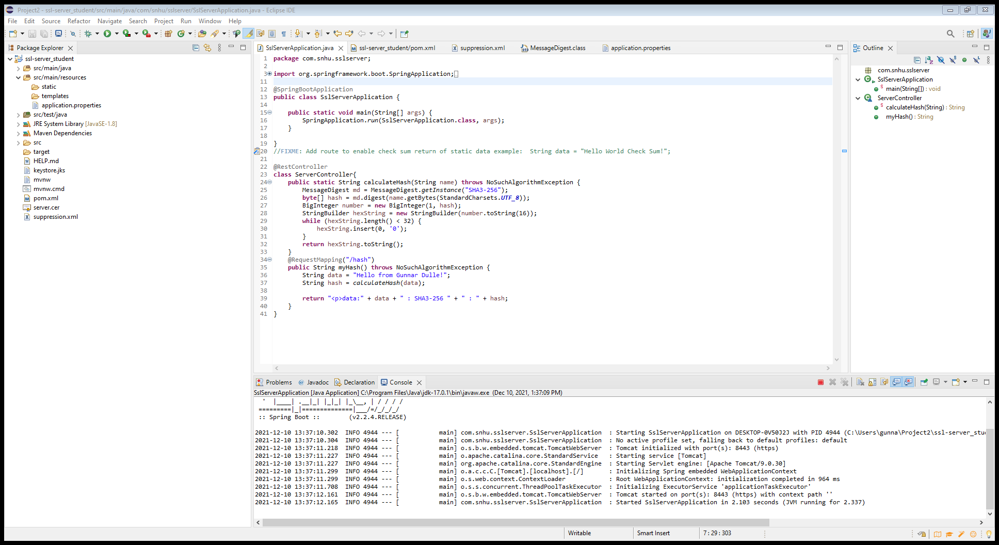 Project2 - ssl-server_student/src/main/java/com/snhu/sslserver/SslServerApplication.java - Eclipse IDE
File Edit Source Refactor Navigate Search Project Run Window Help
Package Explorer
ssl-server_student
src/main/java
src/main/resources
static
templates
application.properties
src/test/java
JRE System Library [JavaSE-1.8]
Maven Dependencies
src
target
HELP.md
keystore.jks
mvnw
mvnw.cmd
pom.xml
server.cer
suppression.xml
SslServerApplication.java ssl-server_student/pom.xml suppression.xml MessageDigest.class application.properties
1 package com.snhu.sslserver;
2
3 import org.springframework.boot.SpringApplication;
11
12 @SpringBootApplication
13 public class SslServerApplication {
14
15 public static void main(String[] args) {
16 SpringApplication.run(SslServerApplication.class, args);
17 }
18
19 }
20 //FIXME: Add route to enable check sum return of static data example:  String data = "Hello World Check Sum!";
21
22 @RestController
23 class ServerController{
24 public static String calculateHash(String name) throws NoSuchAlgorithmException {
25 MessageDigest md = MessageDigest.getInstance("SHA3-256");
26 byte[] hash = md.digest(name.getBytes(StandardCharsets.UTF_8));
27 BigInteger number = new BigInteger(1, hash);
28 StringBuilder hexString = new StringBuilder(number.toString(16));
29 while (hexString.length() < 32) {
30 hexString.insert(0, '0');
31 }
32 return hexString.toString();
33 }
34 @RequestMapping("/hash")
35 public String myHash() throws NoSuchAlgorithmException {
36 String data = "Hello from Gunnar Dulle!";
37 String hash = calculateHash(data);
38
39 return "<p>data:" + data + " : SHA3-256 " + " : " + hash;
40 }
41 }
Outline
com.snhu.sslserver
SslServerApplication
main(String[]) : void
ServerController
calculateHash(String) : String
myHash() : String
Problems @ Javadoc Declaration Console
SslServerApplication [Java Application] C:\Program Files\Java\jdk-17.0.1\bin\javaw.exe (Dec 10, 2021, 1:37:09 PM)
'  |____| .__|_| |_|_| |_\__, | / / / /
=========|_|==============|___/=/_/_/_/
:: Spring Boot ::        (v2.2.4.RELEASE)
2021-12-10 13:37:10.302  INFO 4944 --- [           main] com.snhu.sslserver.SslServerApplication  : Starting SslServerApplication on DESKTOP-0V50J2J with PID 4944 (C:\Users\gunna\Project2\ssl-server_stu
2021-12-10 13:37:10.304  INFO 4944 --- [           main] com.snhu.sslserver.SslServerApplication  : No active profile set, falling back to default profiles: default
2021-12-10 13:37:11.218  INFO 4944 --- [           main] o.s.b.w.embedded.tomcat.TomcatWebServer  : Tomcat initialized with port(s): 8443 (https)
2021-12-10 13:37:11.227  INFO 4944 --- [           main] o.apache.catalina.core.StandardService   : Starting service [Tomcat]
2021-12-10 13:37:11.227  INFO 4944 --- [           main] org.apache.catalina.core.StandardEngine  : Starting Servlet engine: [Apache Tomcat/9.0.30]
2021-12-10 13:37:11.299  INFO 4944 --- [           main] o.a.c.c.C.[Tomcat].[localhost].[/]       : Initializing Spring embedded WebApplicationContext
2021-12-10 13:37:11.299  INFO 4944 --- [           main] o.s.web.context.ContextLoader            : Root WebApplicationContext: initialization completed in 964 ms
2021-12-10 13:37:11.708  INFO 4944 --- [           main] o.s.s.concurrent.ThreadPoolTaskExecutor  : Initializing ExecutorService 'applicationTaskExecutor'
2021-12-10 13:37:12.161  INFO 4944 --- [           main] o.s.b.w.embedded.tomcat.TomcatWebServer  : Tomcat started on port(s): 8443 (https) with context path ''
2021-12-10 13:37:12.165  INFO 4944 --- [           main] com.snhu.sslserver.SslServerApplication  : Started SslServerApplication in 2.103 seconds (JVM running for 2.337)
Writable Smart Insert 7 : 29 : 303